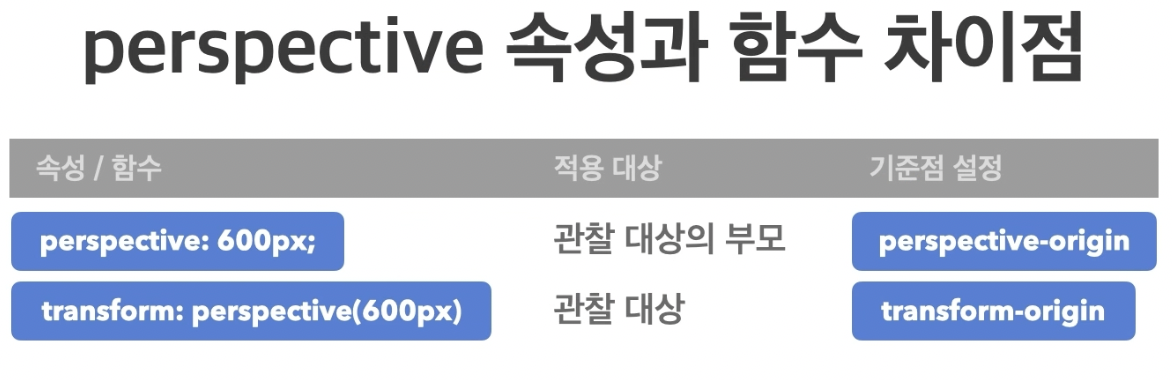 perspective 속성과 함수 차이점
속성 / 함수 적용 대상 기준점 설정
perspective: 600px; 관찰 대상의 부모 perspective-origin
transform: perspective(600px) 관찰 대상 transform-origin